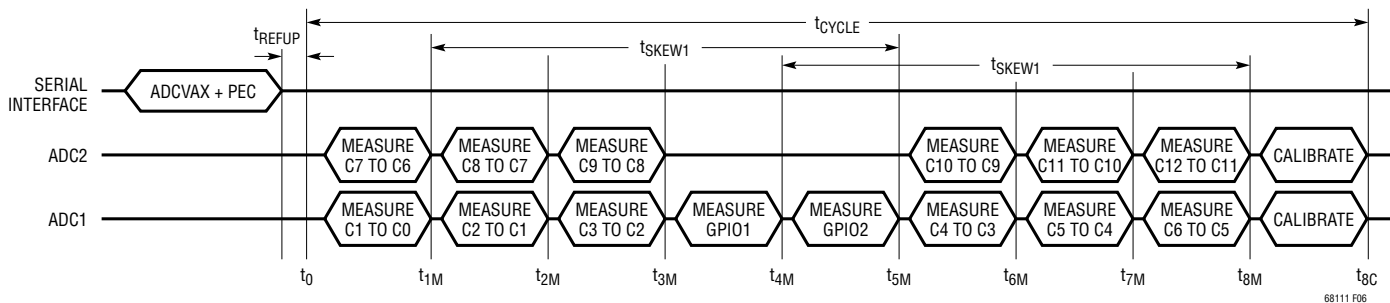 tCYCLE
tREFUP
tSKEW1
tSKEW1
SERIAL
INTERFACE
ADCVAX + PEC
ADC2
MEASURE
C7 TO C6
MEASURE
C8 TO C7
MEASURE
C9 TO C8
MEASURE
C10 TO C9
MEASURE
C11 TO C10
MEASURE
C12 TO C11
CALIBRATE
ADC1
MEASURE
C1 TO C0
MEASURE
C2 TO C1
MEASURE
C3 TO C2
MEASURE
GPIO1
MEASURE
GPIO2
MEASURE
C4 TO C3
MEASURE
C5 TO C4
MEASURE
C6 TO C5
CALIBRATE
t0 t1M t2M t3M t4M t5M t6M t7M t8M t8C
68111 F06